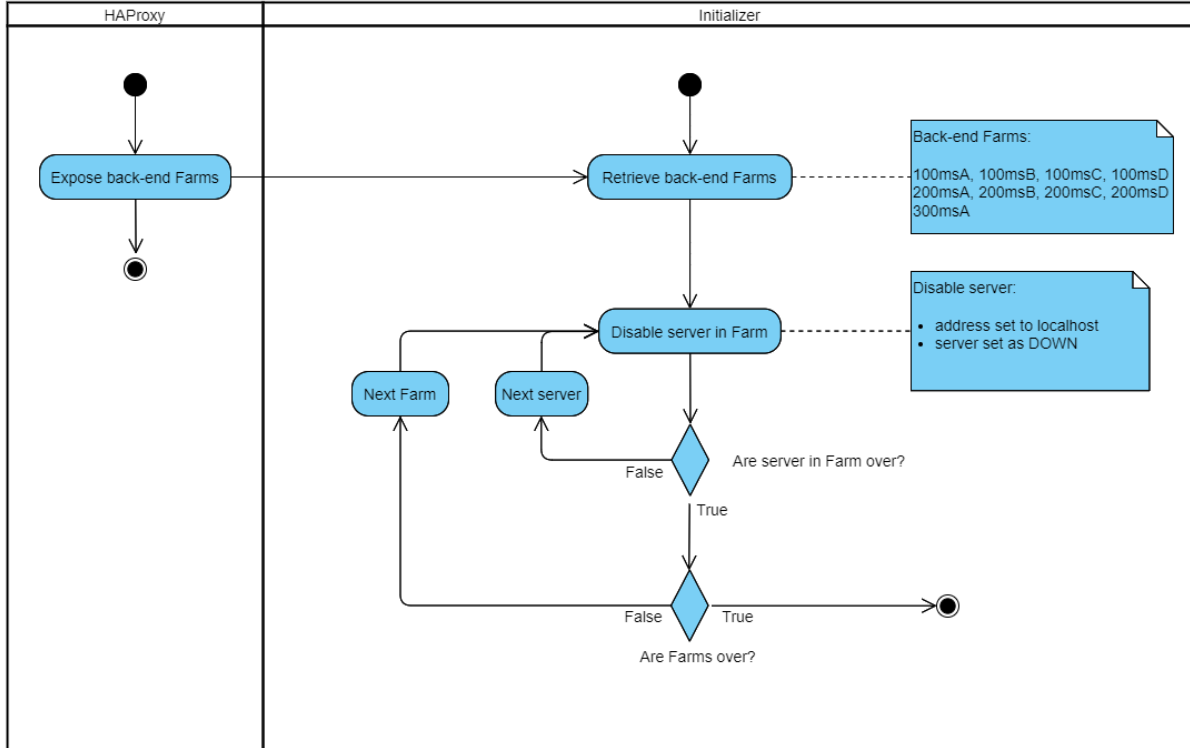 HAProxy
Initializer
Expose back-end Farms
Retrieve back-end Farms
Back-end Farms:
100msA, 100msB, 100msC, 100msD
200msA, 200msB, 200msC, 200msD
300msA
Disable server in Farm
Disable server:
• address set to localhost
• server set as DOWN
Next Farm
Next server
False
Are server in Farm over?
True
False
True
Are Farms over?